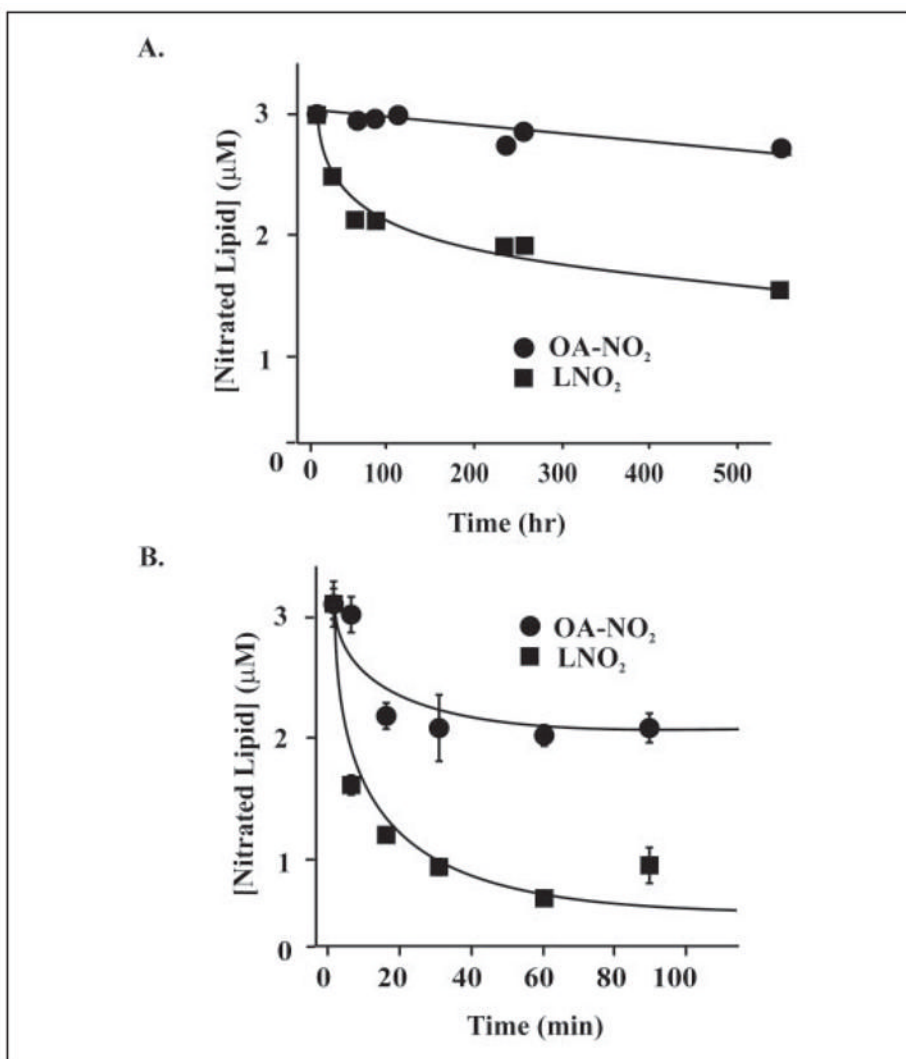 A.
[Nitrated Lipid] (μM)
3
2
1
0
OA-NO₂
LNO₂
0 100 200 300 400 500
Time (hr)
B.
[Nitrated Lipid] (μM)
3
2
1
0
OA-NO₂
LNO₂
0 20 40 60 80 100
Time (min)